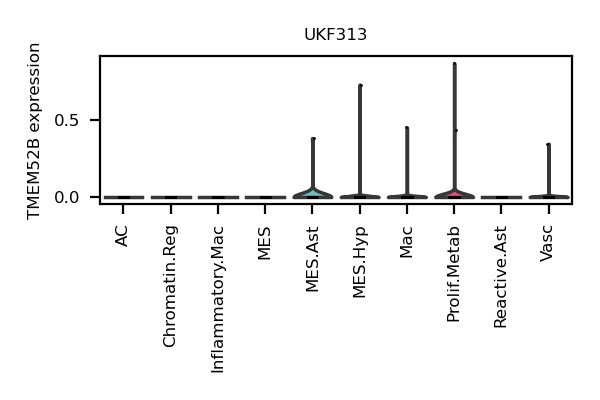 UKF313
TMEM52B expression
0.5
0.0
AC
Chromatin.Reg
Inflammatory.Mac
MES
MES.Ast
MES.Hyp
Mac
Prolif.Metab
Reactive.Ast
Vasc